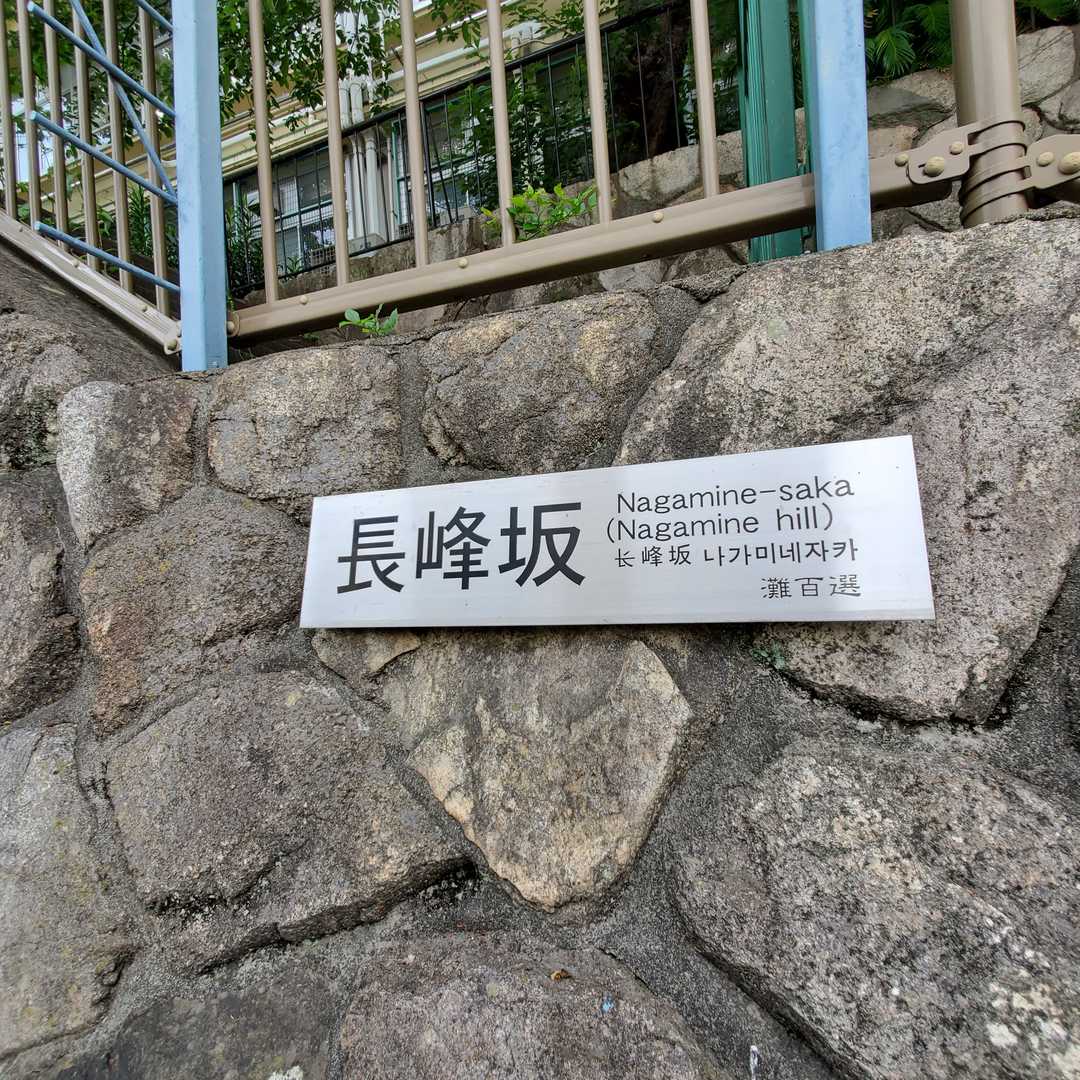 長峰坂
Nagamine-saka
(Nagamine hill)
长峰坂 나가미네자카
灘百選